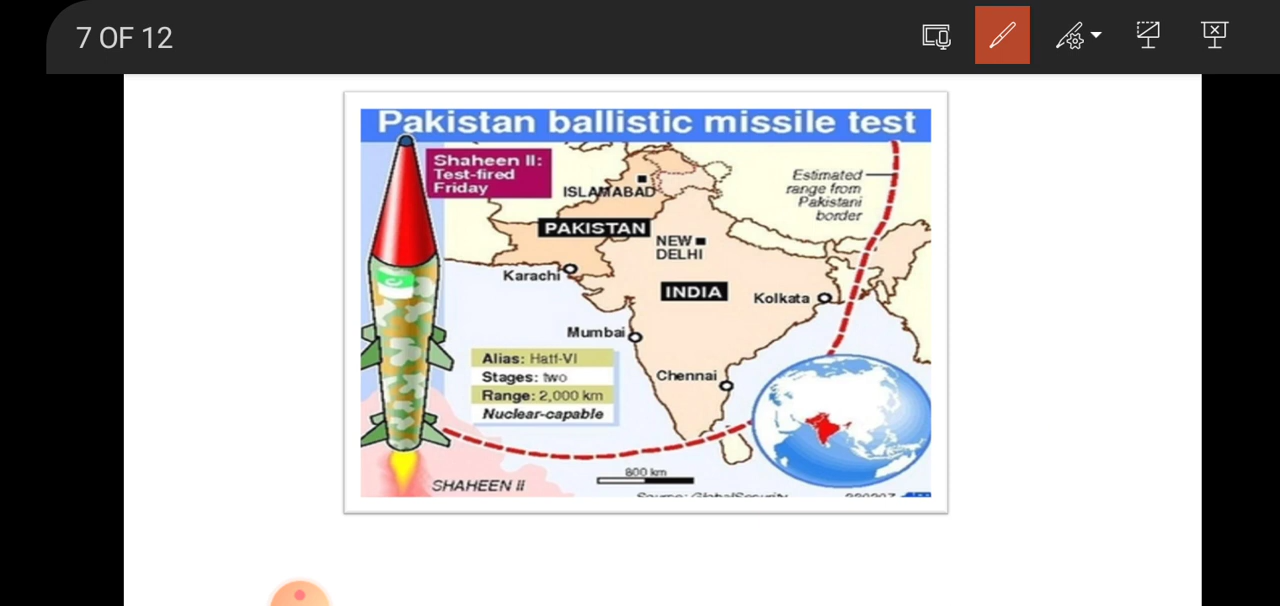 7 OF 12
Pakistan ballistic missile test
Shaheen II:
Test-fired
Friday
ISLAMABAD
Estimated
range from
Pakistani
border
PAKISTAN
NEW
DELHI
Karachi
INDIA
Kolkata
Mumbai
Alias: Hatf-VI
Stages: two
Range: 2,000 km
Nuclear-capable
Chennai
800 km
SHAHEEN II
Source: GlobalSecurity